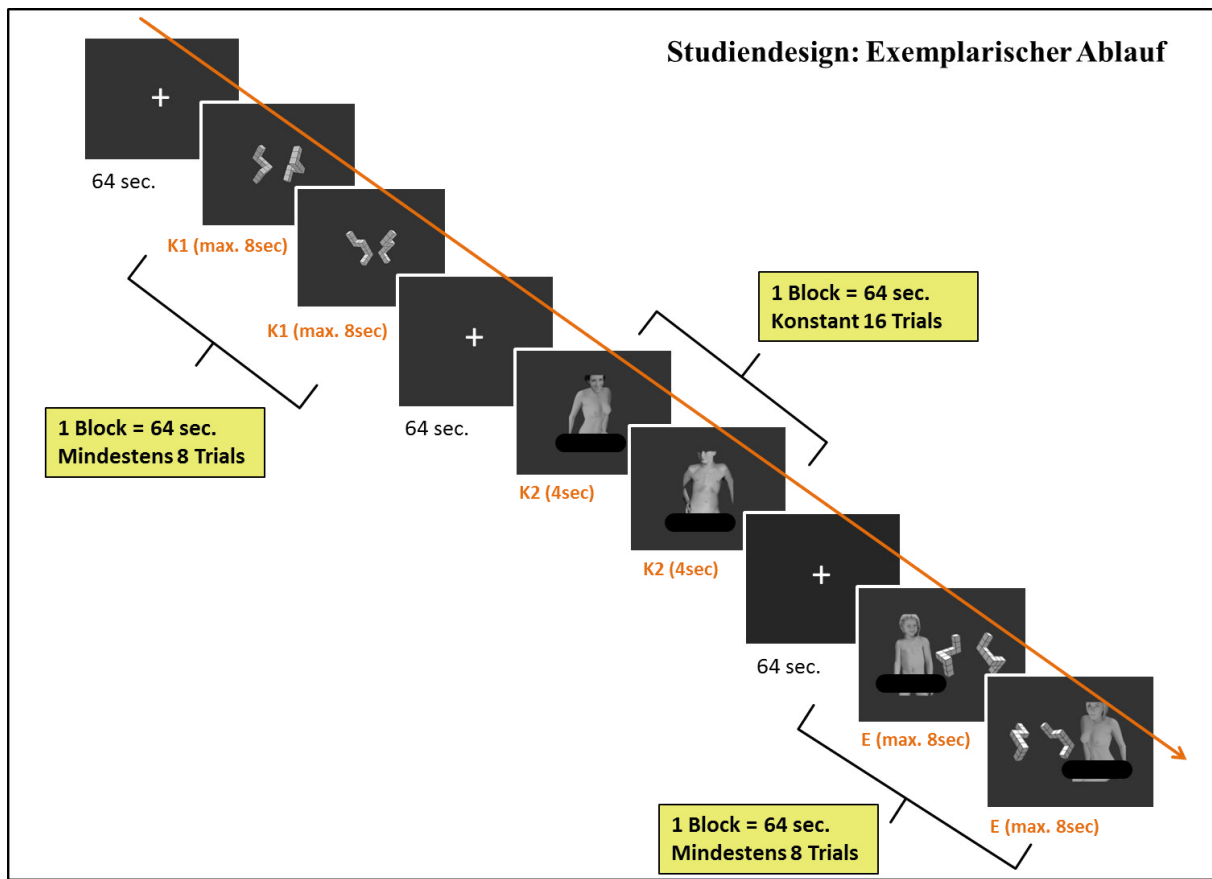 Studiendesign: Exemplarischer Ablauf
64 sec.
K1 (max. 8sec)
K1 (max. 8sec)
1 Block = 64 sec.
Mindestens 8 Trials
64 sec.
1 Block = 64 sec.
Konstant 16 Trials
K2 (4sec)
K2 (4sec)
64 sec.
E (max. 8sec)
E (max. 8sec)
1 Block = 64 sec.
Mindestens 8 Trials